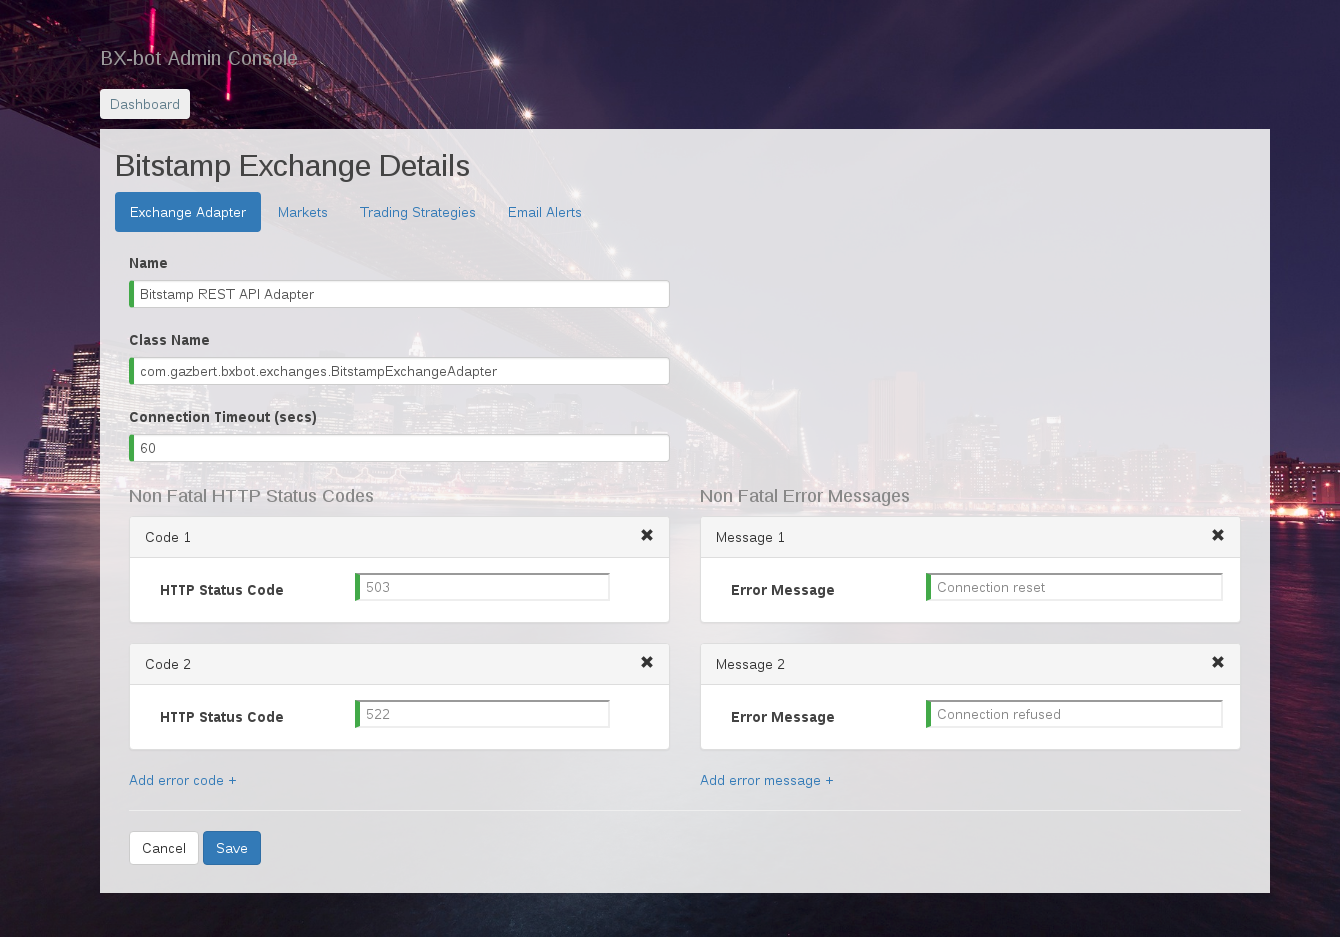 BX-bot Admin Console
Dashboard
Bitstamp Exchange Details
Exchange Adapter Markets Trading Strategies Email Alerts
Name
Bitstamp REST API Adapter
Class Name
com.gazbert.bxbot.exchanges.BitstampExchangeAdapter
Connection Timeout (secs)
60
Non Fatal HTTP Status Codes
Code 1
HTTP Status Code 503
Code 2
HTTP Status Code 522
Add error code +
Non Fatal Error Messages
Message 1
Error Message Connection reset
Message 2
Error Message Connection refused
Add error message +
Cancel Save